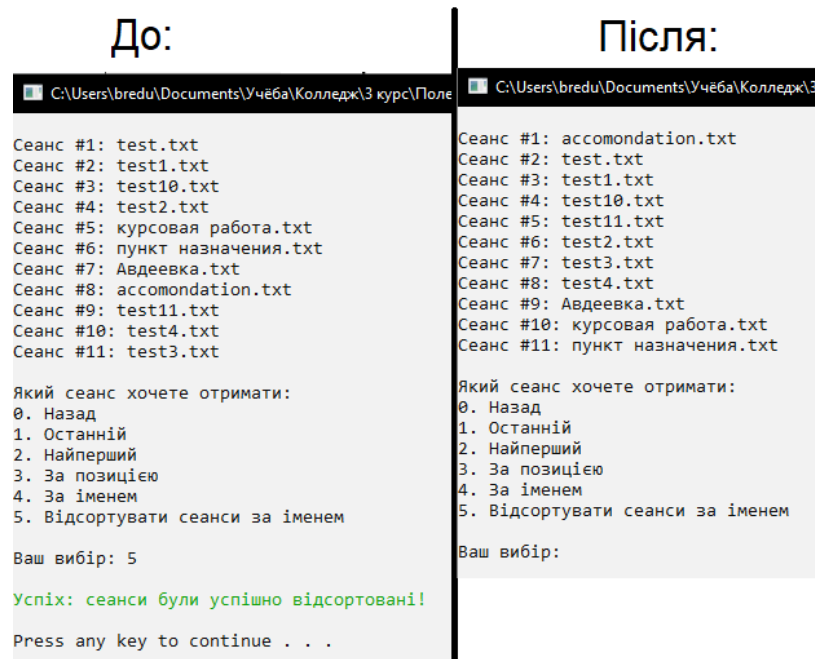 До:
C:\Users\bredu\Documents\Учёба\Колледж\3 курс\Поле
Сеанс #1: test.txt
Сеанс #2: test1.txt
Сеанс #3: test10.txt
Сеанс #4: test2.txt
Сеанс #5: курсовая работа.txt
Сеанс #6: пункт назначения.txt
Сеанс #7: Авдеевка.txt
Сеанс #8: accomondation.txt
Сеанс #9: test11.txt
Сеанс #10: test4.txt
Сеанс #11: test3.txt
Який сеанс хочете отримати:
0. Назад
1. Останній
2. Найперший
3. За позицією
4. За іменем
5. Відсортувати сеанси за іменем
Ваш вибір: 5
Успіх: сеанси були успішно відсортовані!
Press any key to continue . . .
Після:
C:\Users\bredu\Documents\Учёба\Колледж\3
Сеанс #1: accomondation.txt
Сеанс #2: test.txt
Сеанс #3: test1.txt
Сеанс #4: test10.txt
Сеанс #5: test11.txt
Сеанс #6: test2.txt
Сеанс #7: test3.txt
Сеанс #8: test4.txt
Сеанс #9: Авдеевка.txt
Сеанс #10: курсовая работа.txt
Сеанс #11: пункт назначения.txt
Який сеанс хочете отримати:
0. Назад
1. Останній
2. Найперший
3. За позицією
4. За іменем
5. Відсортувати сеанси за іменем
Ваш вибір: